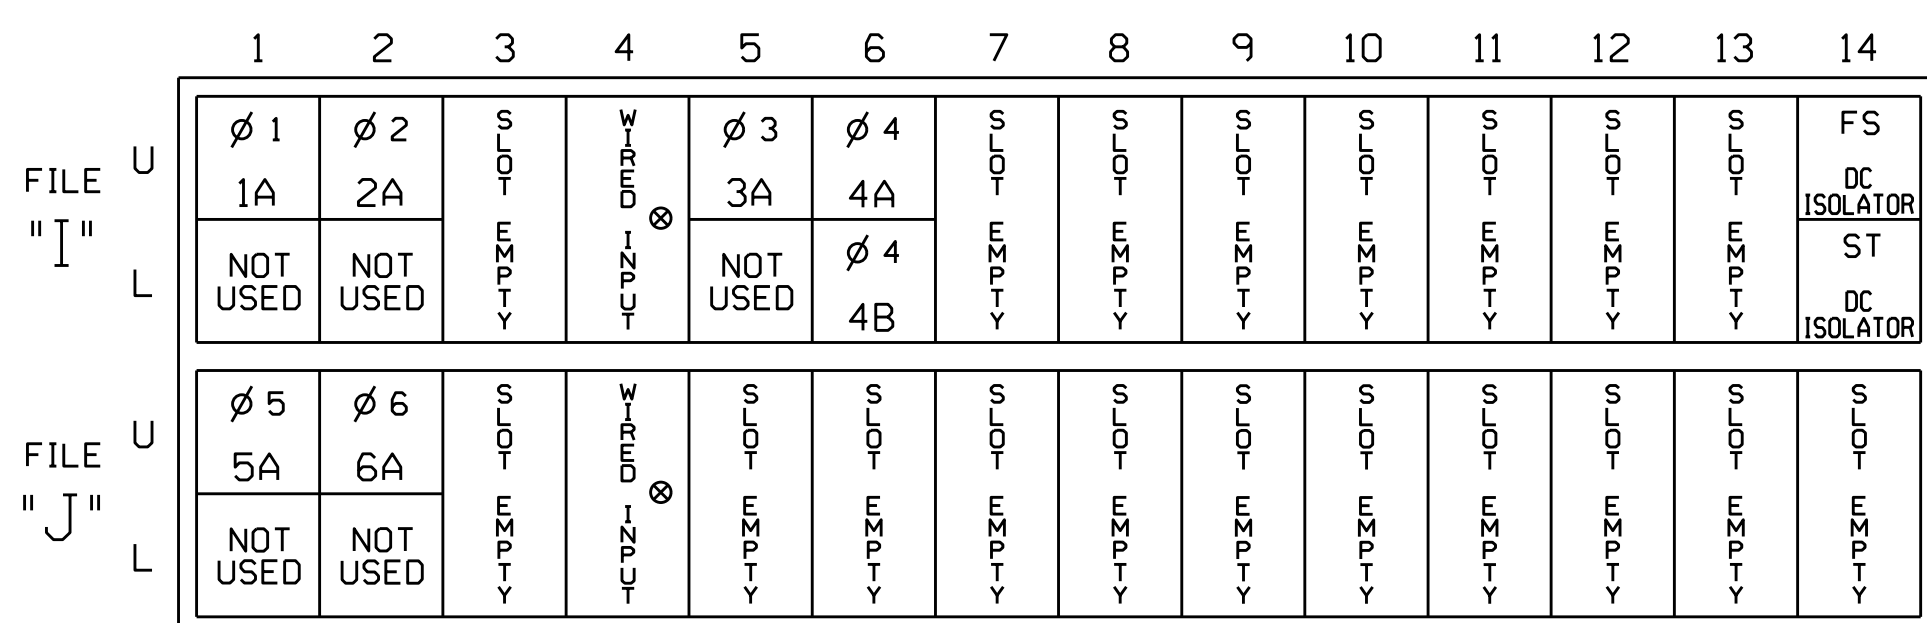 1 2 3 4 5 6 7 8 9 10 11 12 13 14
FILE "I"
U
Ø 1 1A
Ø 2 2A
SLOT EMPTY
WIRED INPUT
Ø 3 3A
Ø 4 4A
SLOT EMPTY
SLOT EMPTY
SLOT EMPTY
SLOT EMPTY
SLOT EMPTY
SLOT EMPTY
SLOT EMPTY
FS DC ISOLATOR
L
NOT USED
NOT USED
NOT USED
Ø 4 4B
ST DC ISOLATOR
FILE "J"
U
Ø 5 5A
Ø 6 6A
SLOT EMPTY
WIRED INPUT
SLOT EMPTY
SLOT EMPTY
SLOT EMPTY
SLOT EMPTY
SLOT EMPTY
SLOT EMPTY
SLOT EMPTY
SLOT EMPTY
SLOT EMPTY
SLOT EMPTY
L
NOT USED
NOT USED